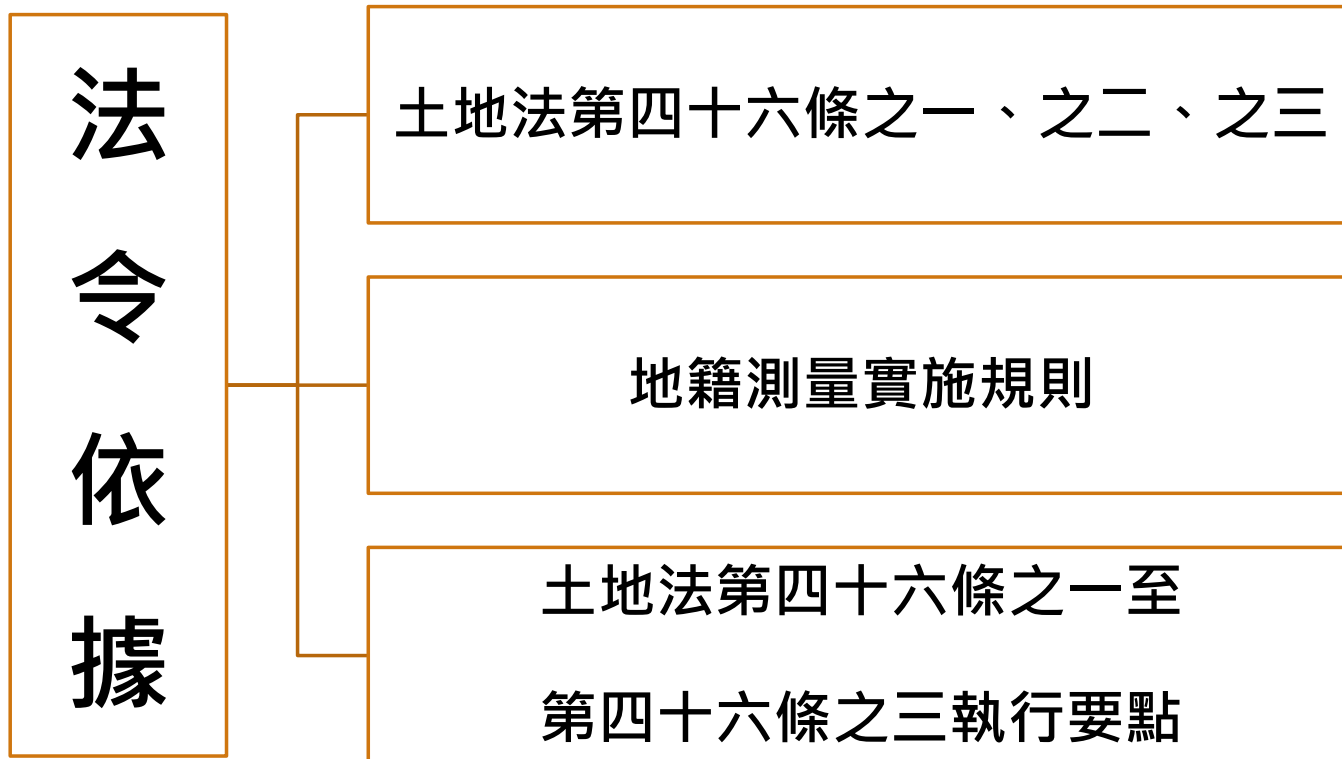 法令依據
土地法第四十六條之一、之二、之三
地籍測量實施規則
土地法第四十六條之一至
第四十六條之三執行要點